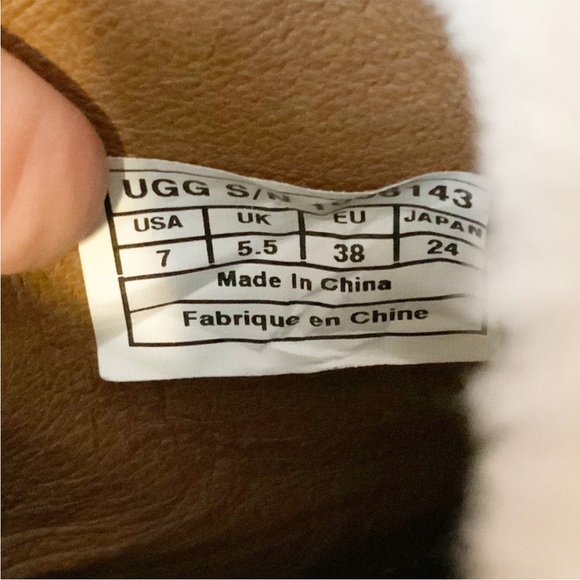 UGG S/N
USA UK EU JAPAN
7 5.5 38 24
Made In China
Fabrique en Chine